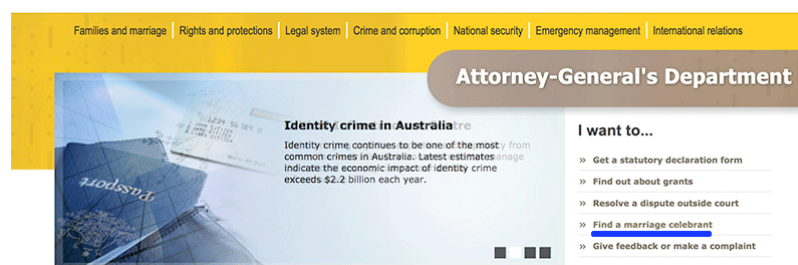 Families and marriage | Rights and protections | Legal system | Crime and corruption | National security | Emergency management | International relations
Attorney-General's Department
Identity crime in Australia
Identity crime continues to be one of the most
common crimes in Australia. Latest estimates
indicate the economic impact of identity crime
exceeds $2.2 billion each year.
Passport
I want to...
» Get a statutory declaration form
» Find out about grants
» Resolve a dispute outside court
» Find a marriage celebrant
» Give feedback or make a complaint